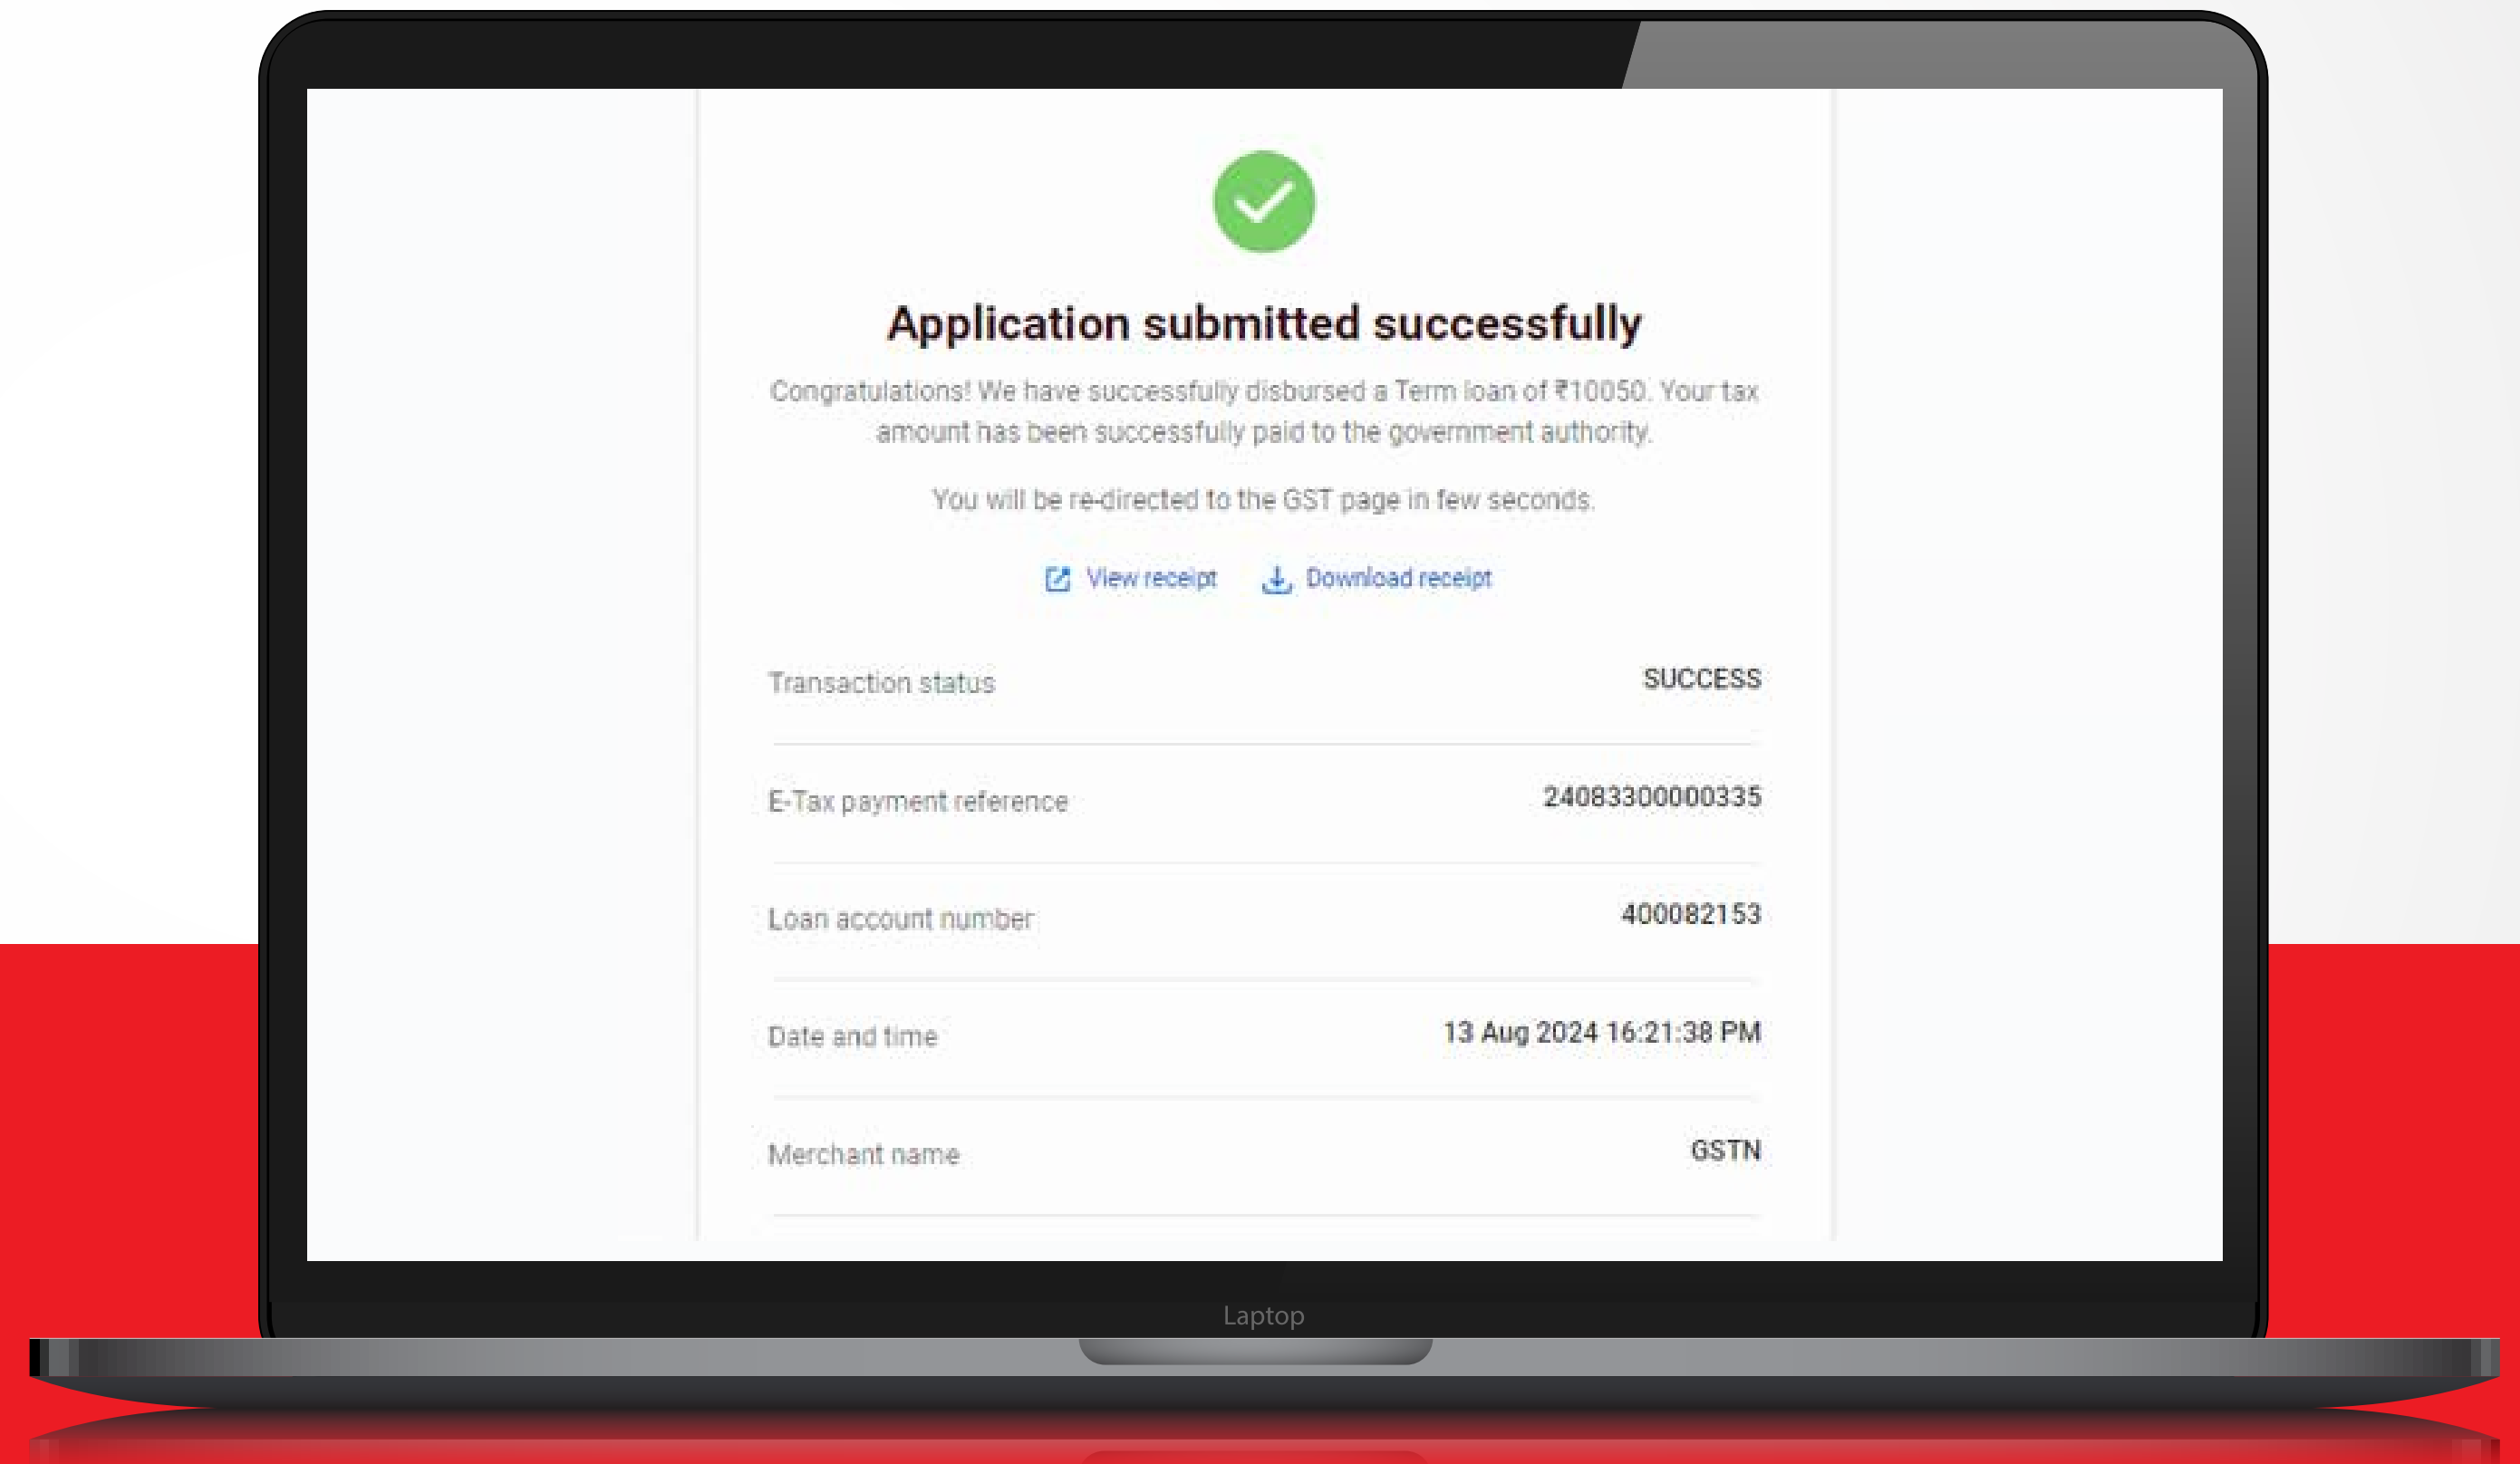 Application submitted successfully
Congratulations! We have successfully disbursed a Term loan of ₹10050. Your tax
amount has been successfully paid to the government authority.
You will be re-directed to the GST page in few seconds.
View receipt Download receipt
Transaction status SUCCESS
E-Tax payment reference 24083300000335
Loan account number 400082153
Date and time 13 Aug 2024 16:21:38 PM
Merchant name GSTN
Laptop